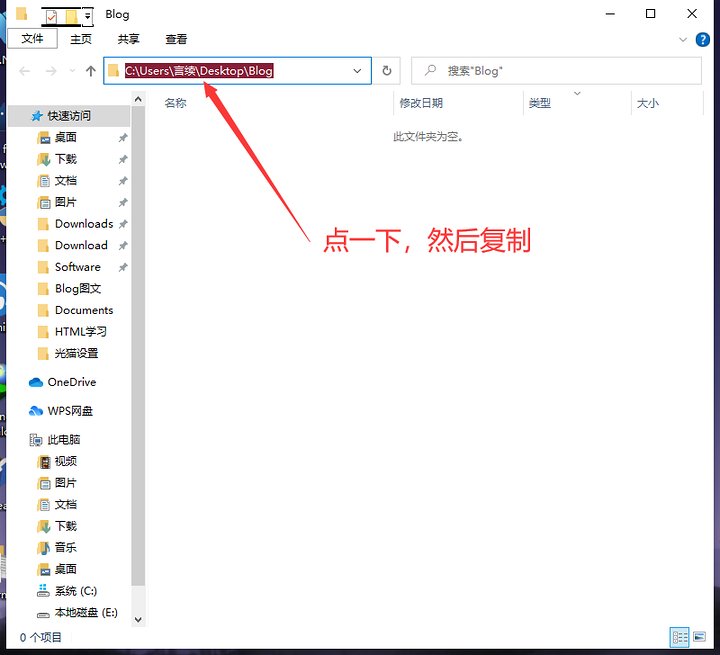 Blog
文件 主页 共享 查看
C:\Users\言续\Desktop\Blog 搜索"Blog"
名称 修改日期 类型 大小
此文件夹为空。
点一下，然后复制
快速访问
桌面
下载
文档
图片
Downloads
Download
Software
Blog图文
Documents
HTML学习
光猫设置
OneDrive
WPS网盘
此电脑
视频
图片
文档
下载
音乐
桌面
系统 (C:)
本地磁盘 (E:)
0 个项目